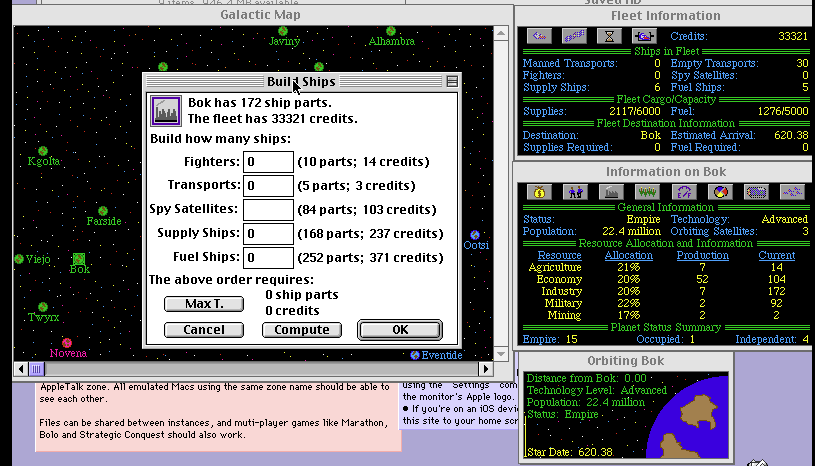 9 items, 946.4 MB available
Saved HD
Galactic Map
Javiny
Alhambra
Kgolta
Farside
Viejo
Bok
Twyrx
Novena
Ootsi
Eventide
Build Ships
Bok has 172 ship parts.
The fleet has 33321 credits.
Build how many ships:
Fighters: 0 (10 parts; 14 credits)
Transports: 0 (5 parts; 3 credits)
Spy Satellites: (84 parts; 103 credits)
Supply Ships: 0 (168 parts; 237 credits)
Fuel Ships: 0 (252 parts; 371 credits)
The above order requires:
Max T.
0 ship parts
0 credits
Cancel
Compute
OK
Fleet Information
Credits: 33321
Ships in Fleet
Manned Transports: 0 Empty Transports: 30
Fighters: 0 Spy Satellites: 0
Supply Ships: 6 Fuel Ships: 5
Fleet Cargo/Capacity
Supplies: 2117/6000 Fuel: 1276/5000
Fleet Destination Information
Destination: Bok Estimated Arrival: 620.38
Supplies Required: 0 Fuel Required: 0
Information on Bok
General Information
Status: Empire Technology: Advanced
Population: 22.4 million Orbiting Satellites: 3
Resource Allocation and Information
Resource Allocation Production Current
Agriculture 21% 7 14
Economy 20% 52 104
Industry 20% 7 172
Military 22% 2 92
Mining 17% 2 2
Planet Status Summary
Empire: 15 Occupied: 1 Independent: 4
Orbiting Bok
Distance from Bok: 0.00
Technology Level: Advanced
Population: 22.4 million
Status: Empire
Star Date: 620.38
AppleTalk zone. All emulated Macs using the same zone name should be able to
see each other.
Files can be shared between instances, and muti-player games like Marathon,
Bolo and Strategic Conquest should also work.
using the "Settings" com
the monitor's Apple logo.
● If you're on an iOS devic
this site to your home scr